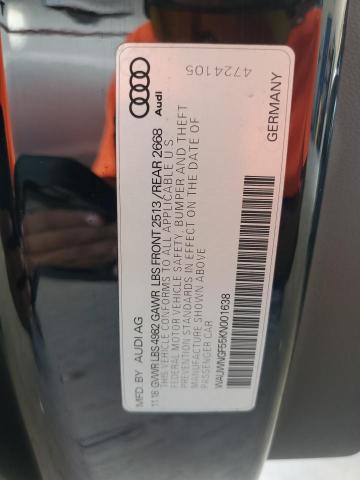 Audi
4724105
MFD. BY AUDI AG
11.18 GVWR LBS 4982 GAWR LBS FRONT 2513 / REAR 2668
THIS VEHICLE CONFORMS TO ALL APPLICABLE U S
FEDERAL MOTOR VEHICLE SAFETY, BUMPER AND THEFT
PREVENTION STANDARDS IN EFFECT ON THE DATE OF
MANUFACTURE SHOWN ABOVE
PASSENGER CAR
WAUWNGF55KN001638
GERMANY